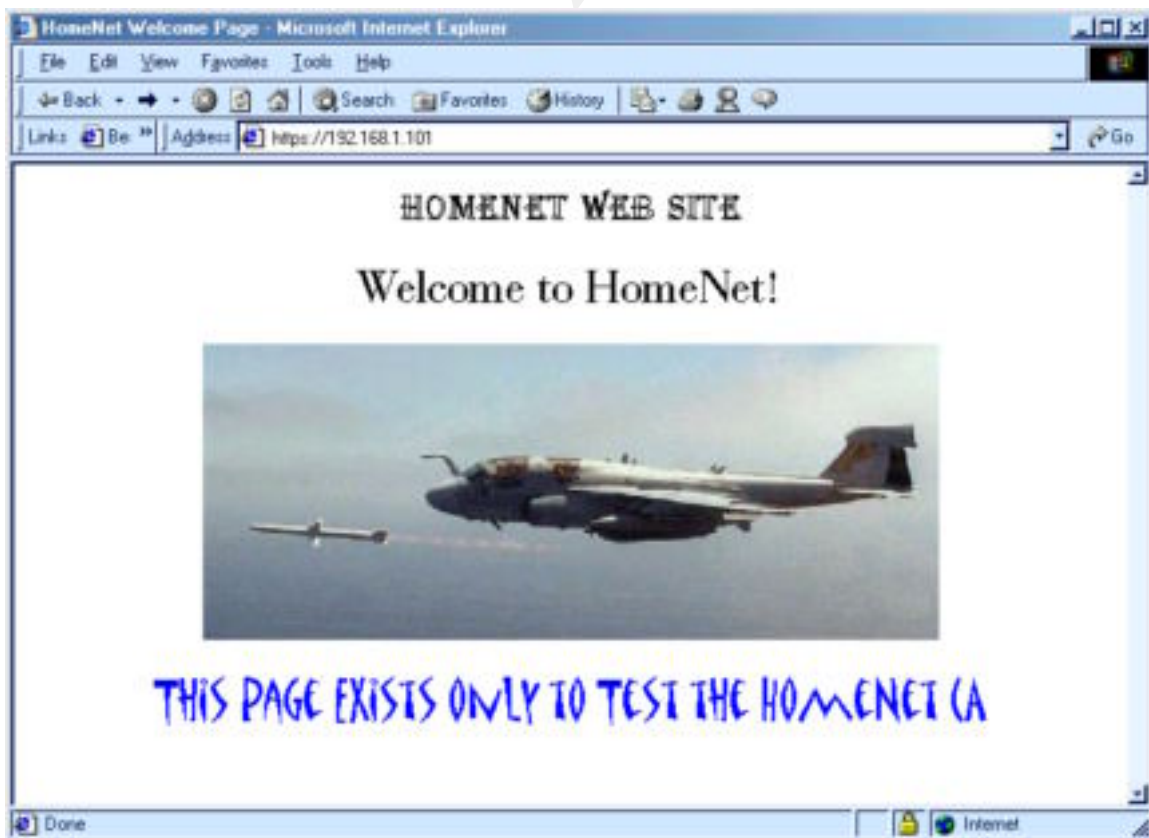 HomeNet Welcome Page - Microsoft Internet Explorer
File Edit View Favorites Tools Help
Back Search Favorites History
Links Be » Address https://192.168.1.101 Go
HOMENET WEB SITE
Welcome to HomeNet!
THIS PAGE EXISTS ONLY TO TEST THE HOMENET CA
Done Internet